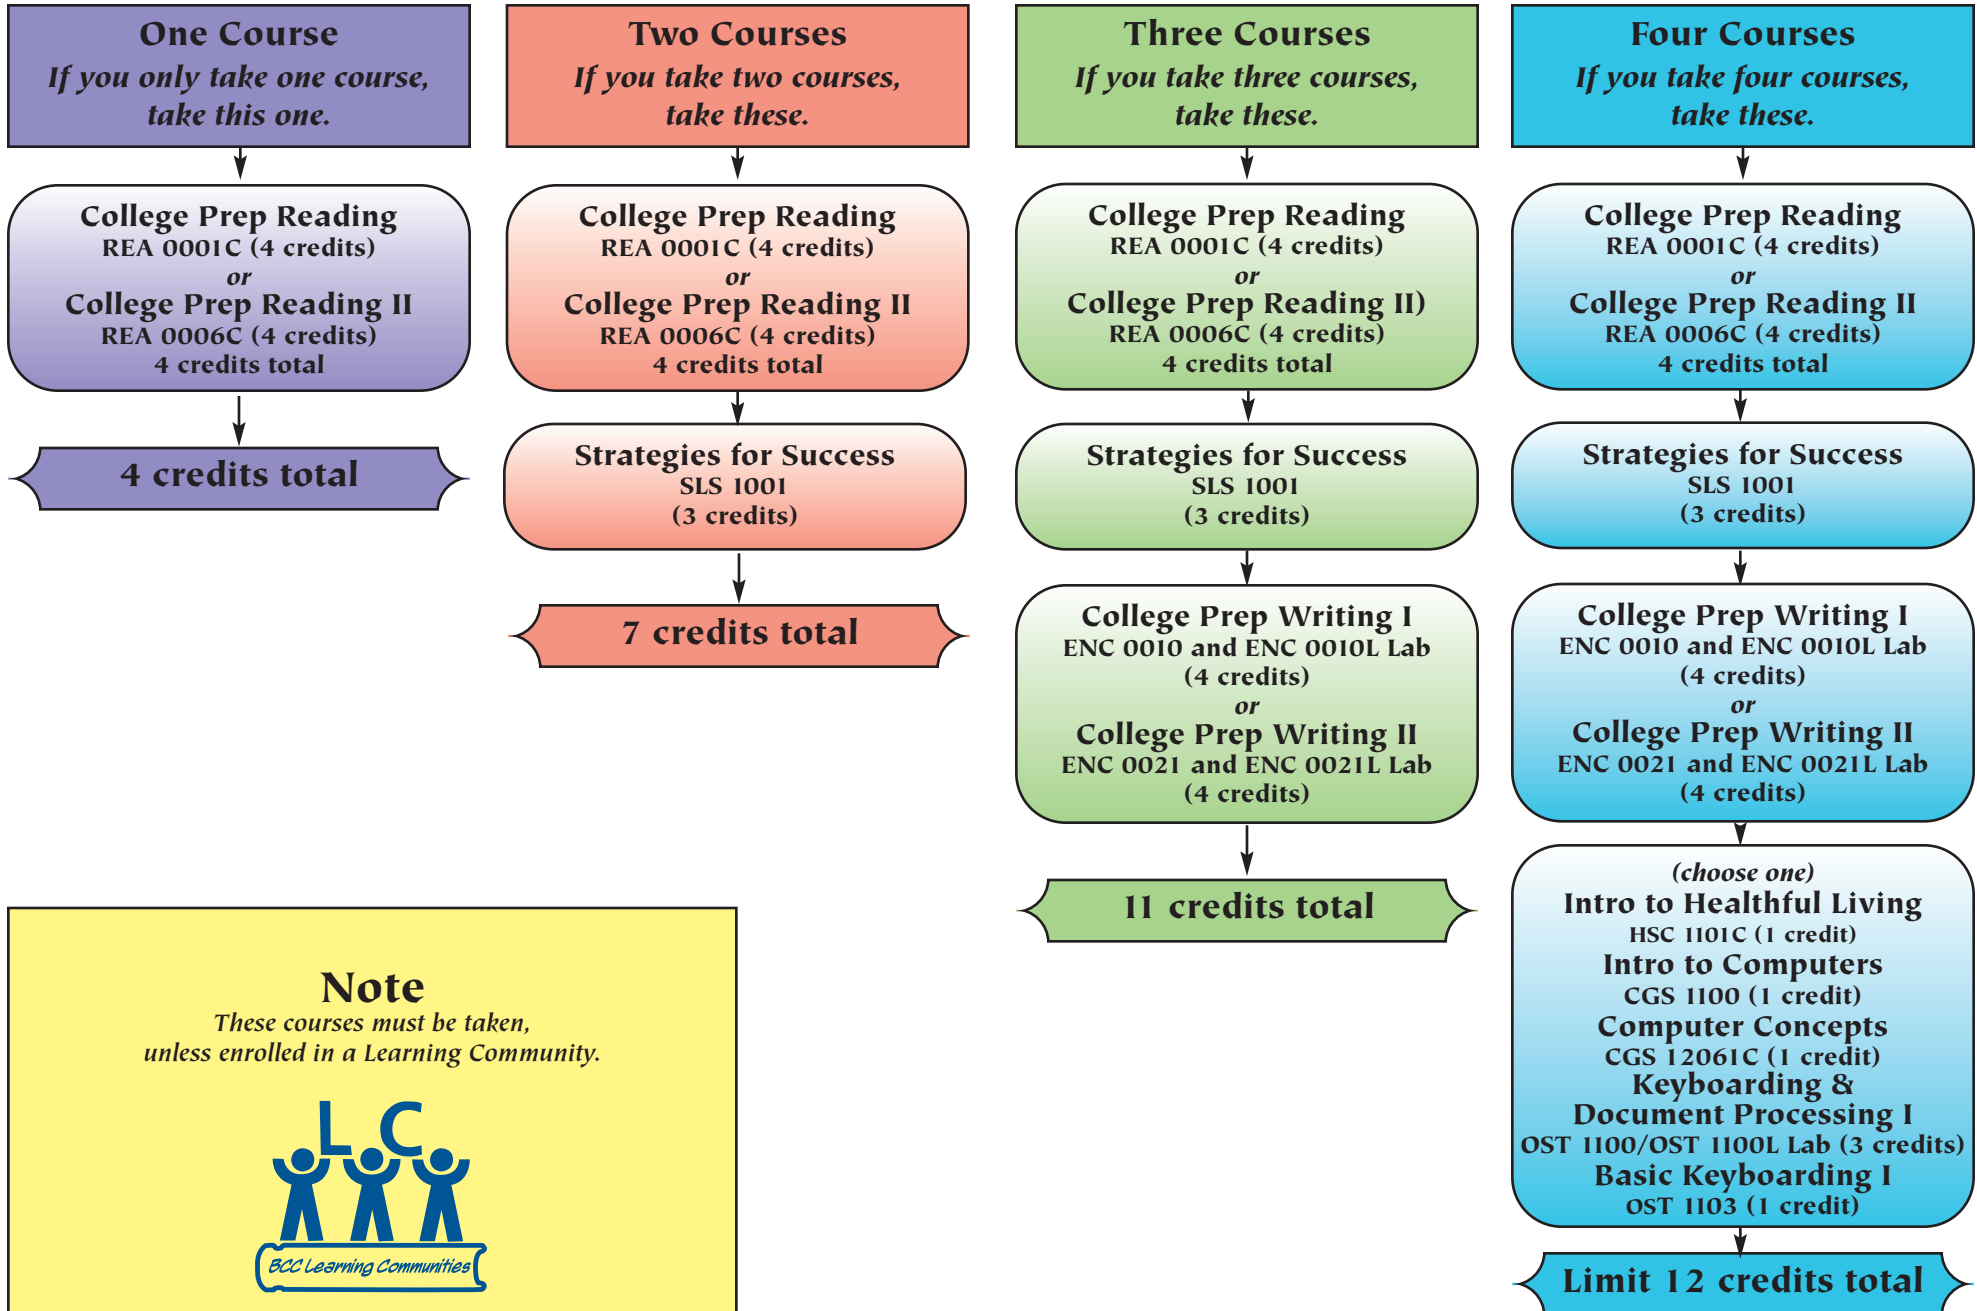 One Course
If you only take one course,
take this one.
College Prep Reading
REA 0001C (4 credits)
or
College Prep Reading II
REA 0006C (4 credits)
4 credits total
4 credits total
Two Courses
If you take two courses,
take these.
College Prep Reading
REA 0001C (4 credits)
or
College Prep Reading II
REA 0006C (4 credits)
4 credits total
Strategies for Success
SLS 1001
(3 credits)
7 credits total
Three Courses
If you take three courses,
take these.
College Prep Reading
REA 0001C (4 credits)
or
College Prep Reading II)
REA 0006C (4 credits)
4 credits total
Strategies for Success
SLS 1001
(3 credits)
College Prep Writing I
ENC 0010 and ENC 0010L Lab
(4 credits)
or
College Prep Writing II
ENC 0021 and ENC 0021L Lab
(4 credits)
11 credits total
Four Courses
If you take four courses,
take these.
College Prep Reading
REA 0001C (4 credits)
or
College Prep Reading II
REA 0006C (4 credits)
4 credits total
Strategies for Success
SLS 1001
(3 credits)
College Prep Writing I
ENC 0010 and ENC 0010L Lab
(4 credits)
or
College Prep Writing II
ENC 0021 and ENC 0021L Lab
(4 credits)
(choose one)
Intro to Healthful Living
HSC 1101C (1 credit)
Intro to Computers
CGS 1100 (1 credit)
Computer Concepts
CGS 12061C (1 credit)
Keyboarding &
Document Processing I
OST 1100/OST 1100L Lab (3 credits)
Basic Keyboarding I
OST 1103 (1 credit)
Limit 12 credits total
Note
These courses must be taken,
unless enrolled in a Learning Community.
L C
BCC Learning Communities